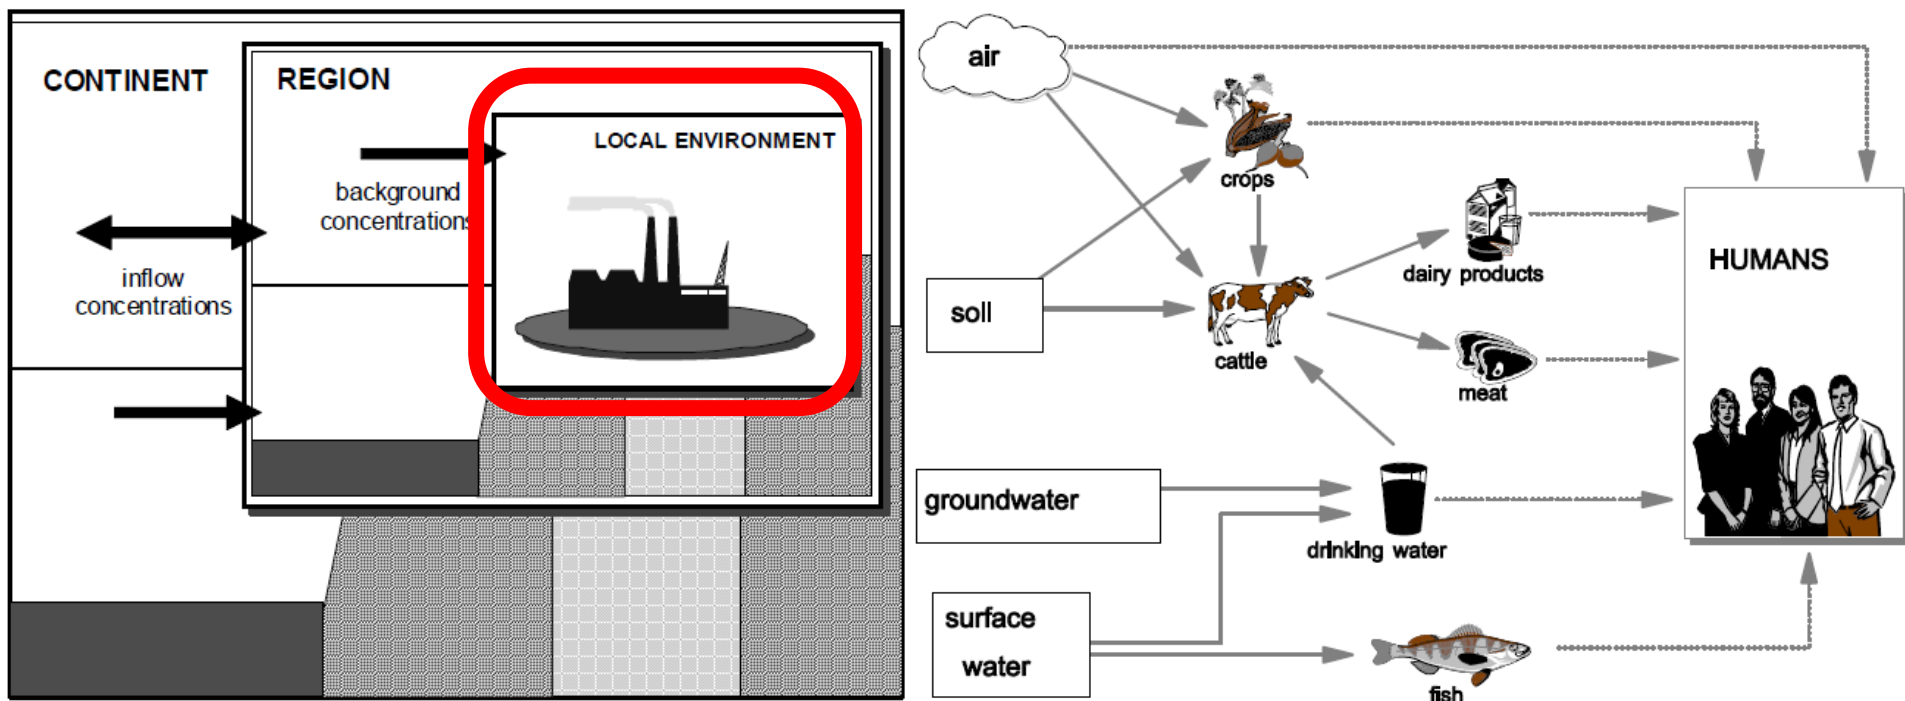 CONTINENT
REGION
LOCAL ENVIRONMENT
background
concentrations
inflow
concentrations
air
crops
soll
cattle
dairy products
meat
HUMANS
groundwater
drinking water
surface
water
fish